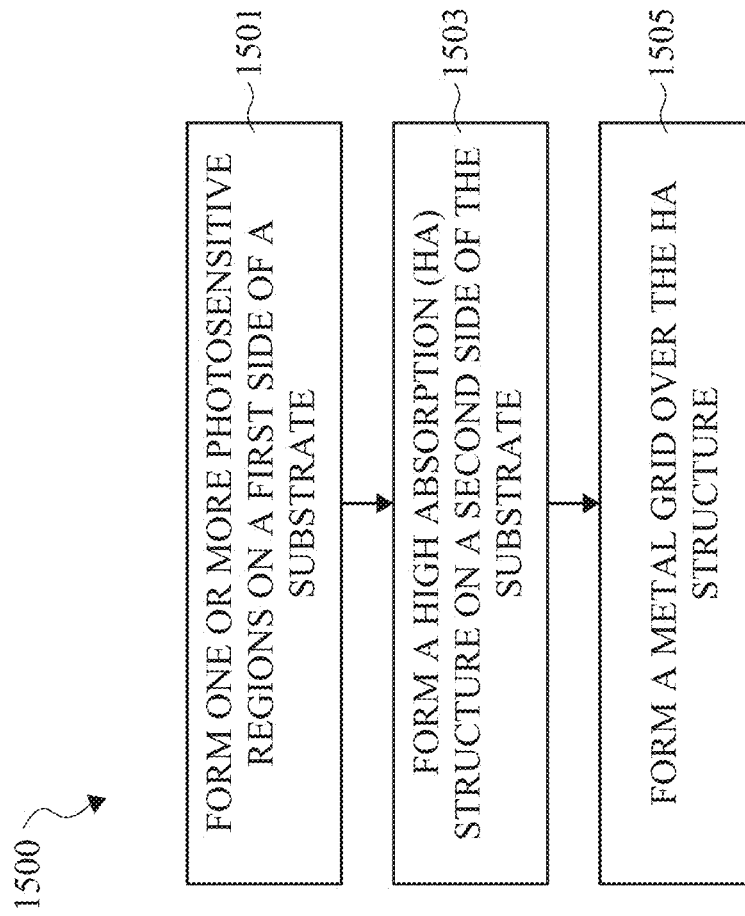 1500
FORM ONE OR MORE PHOTOSENSITIVE
REGIONS ON A FIRST SIDE OF A
SUBSTRATE
1501
FORM A HIGH ABSORPTION (HA)
STRUCTURE ON A SECOND SIDE OF THE
SUBSTRATE
1503
FORM A METAL GRID OVER THE HA
STRUCTURE
1505